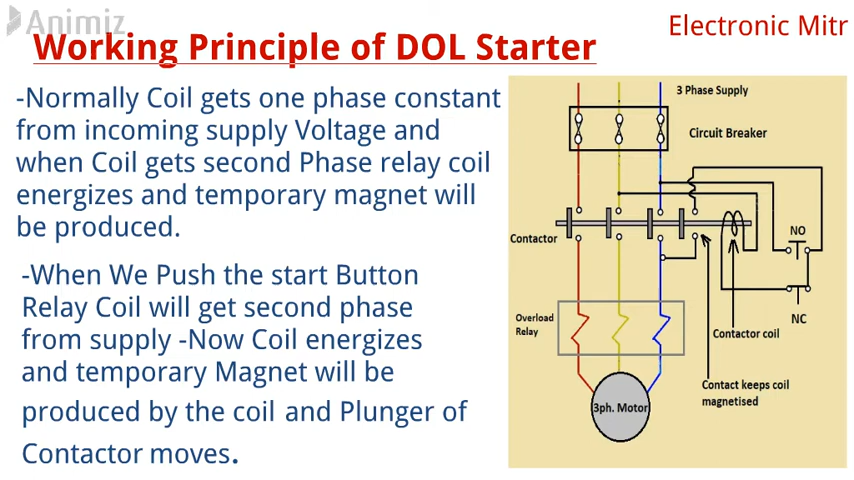 Animiz
Electronic Mitr
Working Principle of DOL Starter
-Normally Coil gets one phase constant
from incoming supply Voltage and
when Coil gets second Phase relay coil
energizes and temporary magnet will
be produced.
-When We Push the start Button
Relay Coil will get second phase
from supply -Now Coil energizes
and temporary Magnet will be
produced by the coil and Plunger of
Contactor moves.
3 Phase Supply
Circuit Breaker
Contactor
NO
NC
Overload
Relay
Contactor coil
Contact keeps coil
magnetised
3ph. Motor